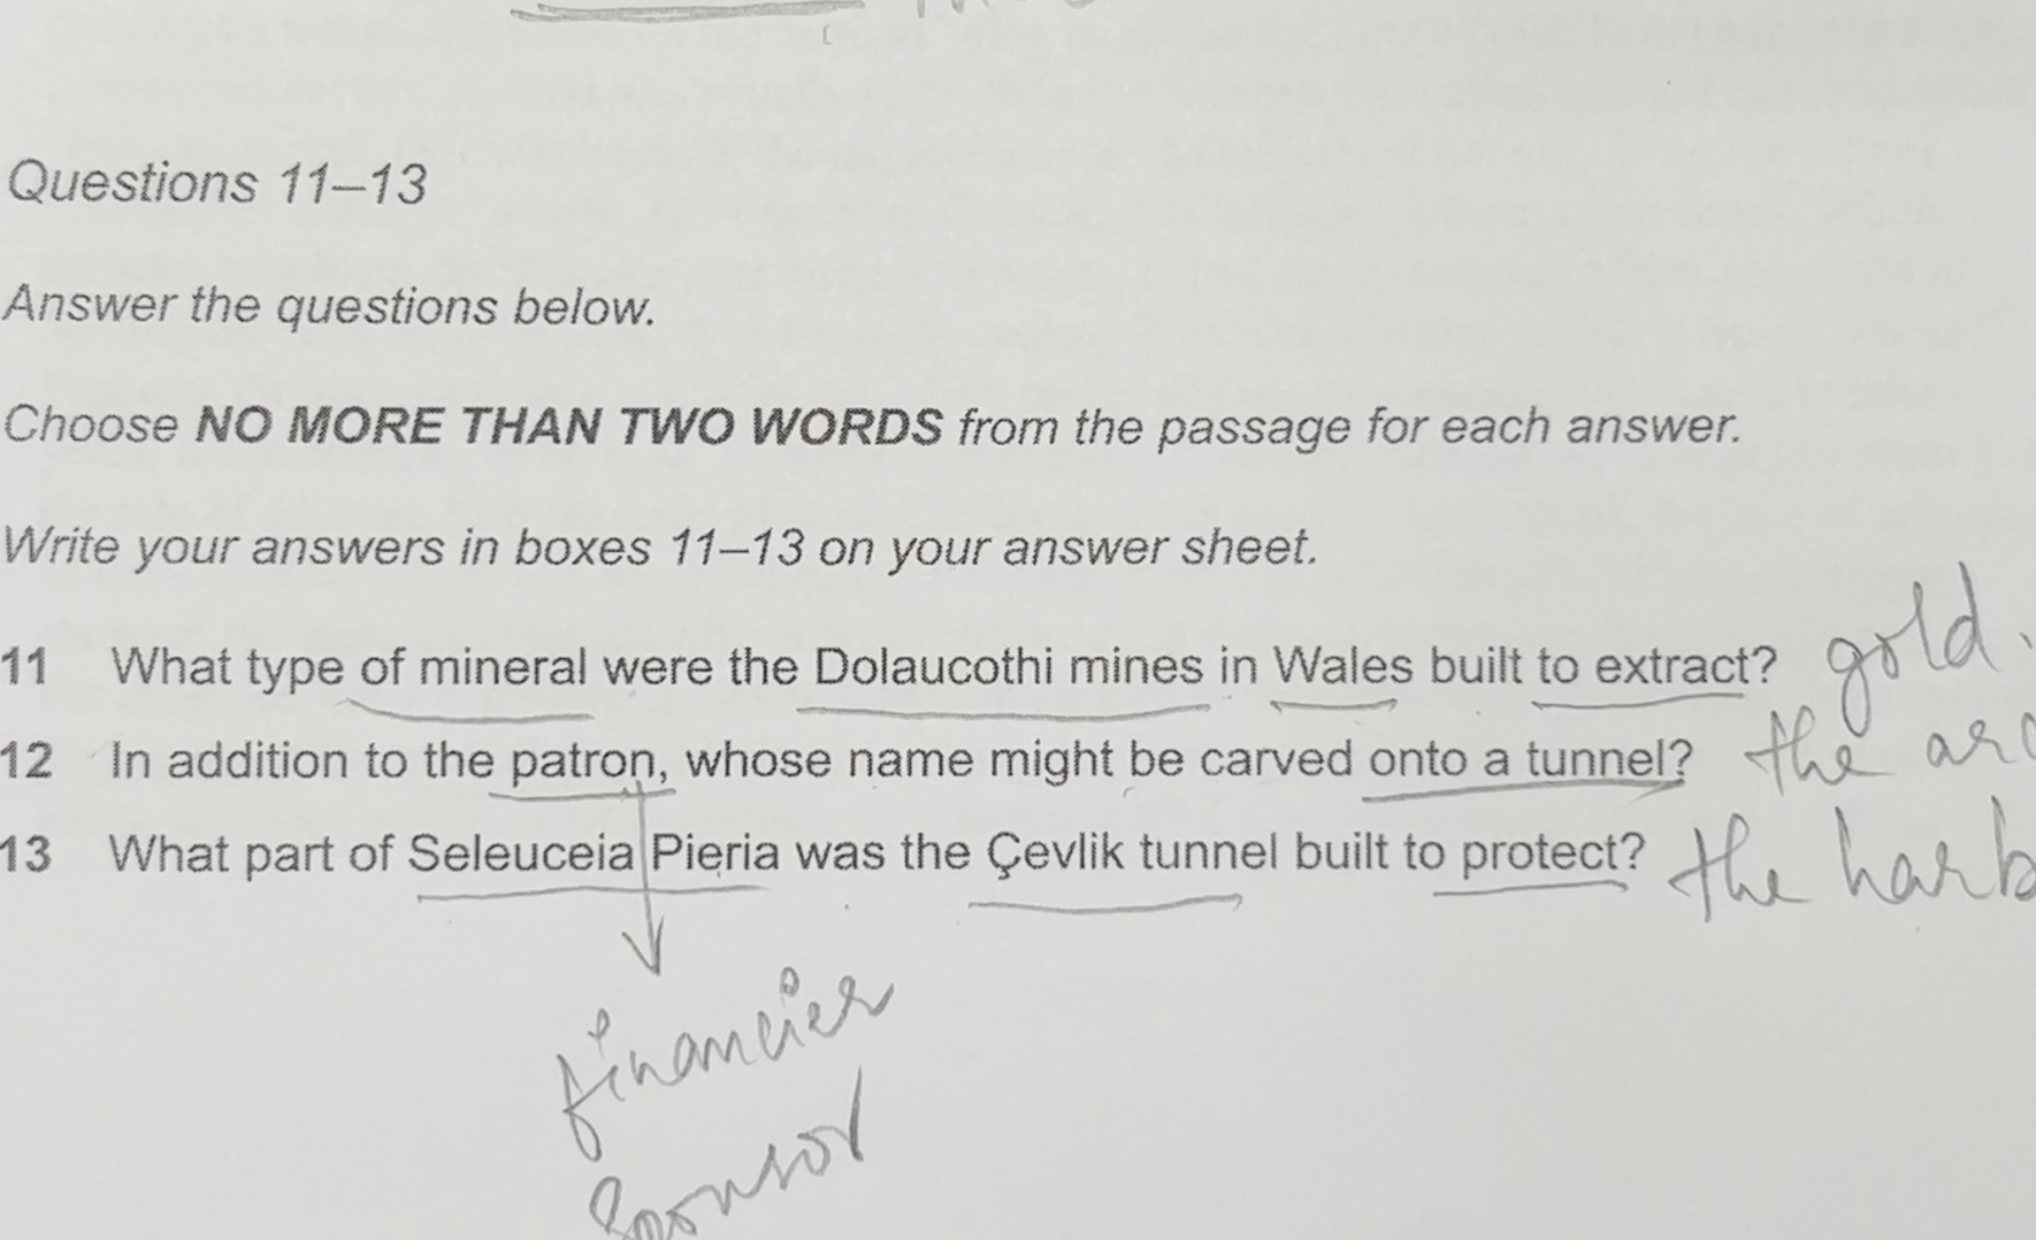 Questions 11–13
Answer the questions below.
Choose NO MORE THAN TWO WORDS from the passage for each answer.
Write your answers in boxes 11–13 on your answer sheet.
11 What type of mineral were the Dolaucothi mines in Wales built to extract? gold.
12 In addition to the patron, whose name might be carved onto a tunnel? the arc
13 What part of Seleuceia Pieria was the Çevlik tunnel built to protect? the harb
financier
sponsor